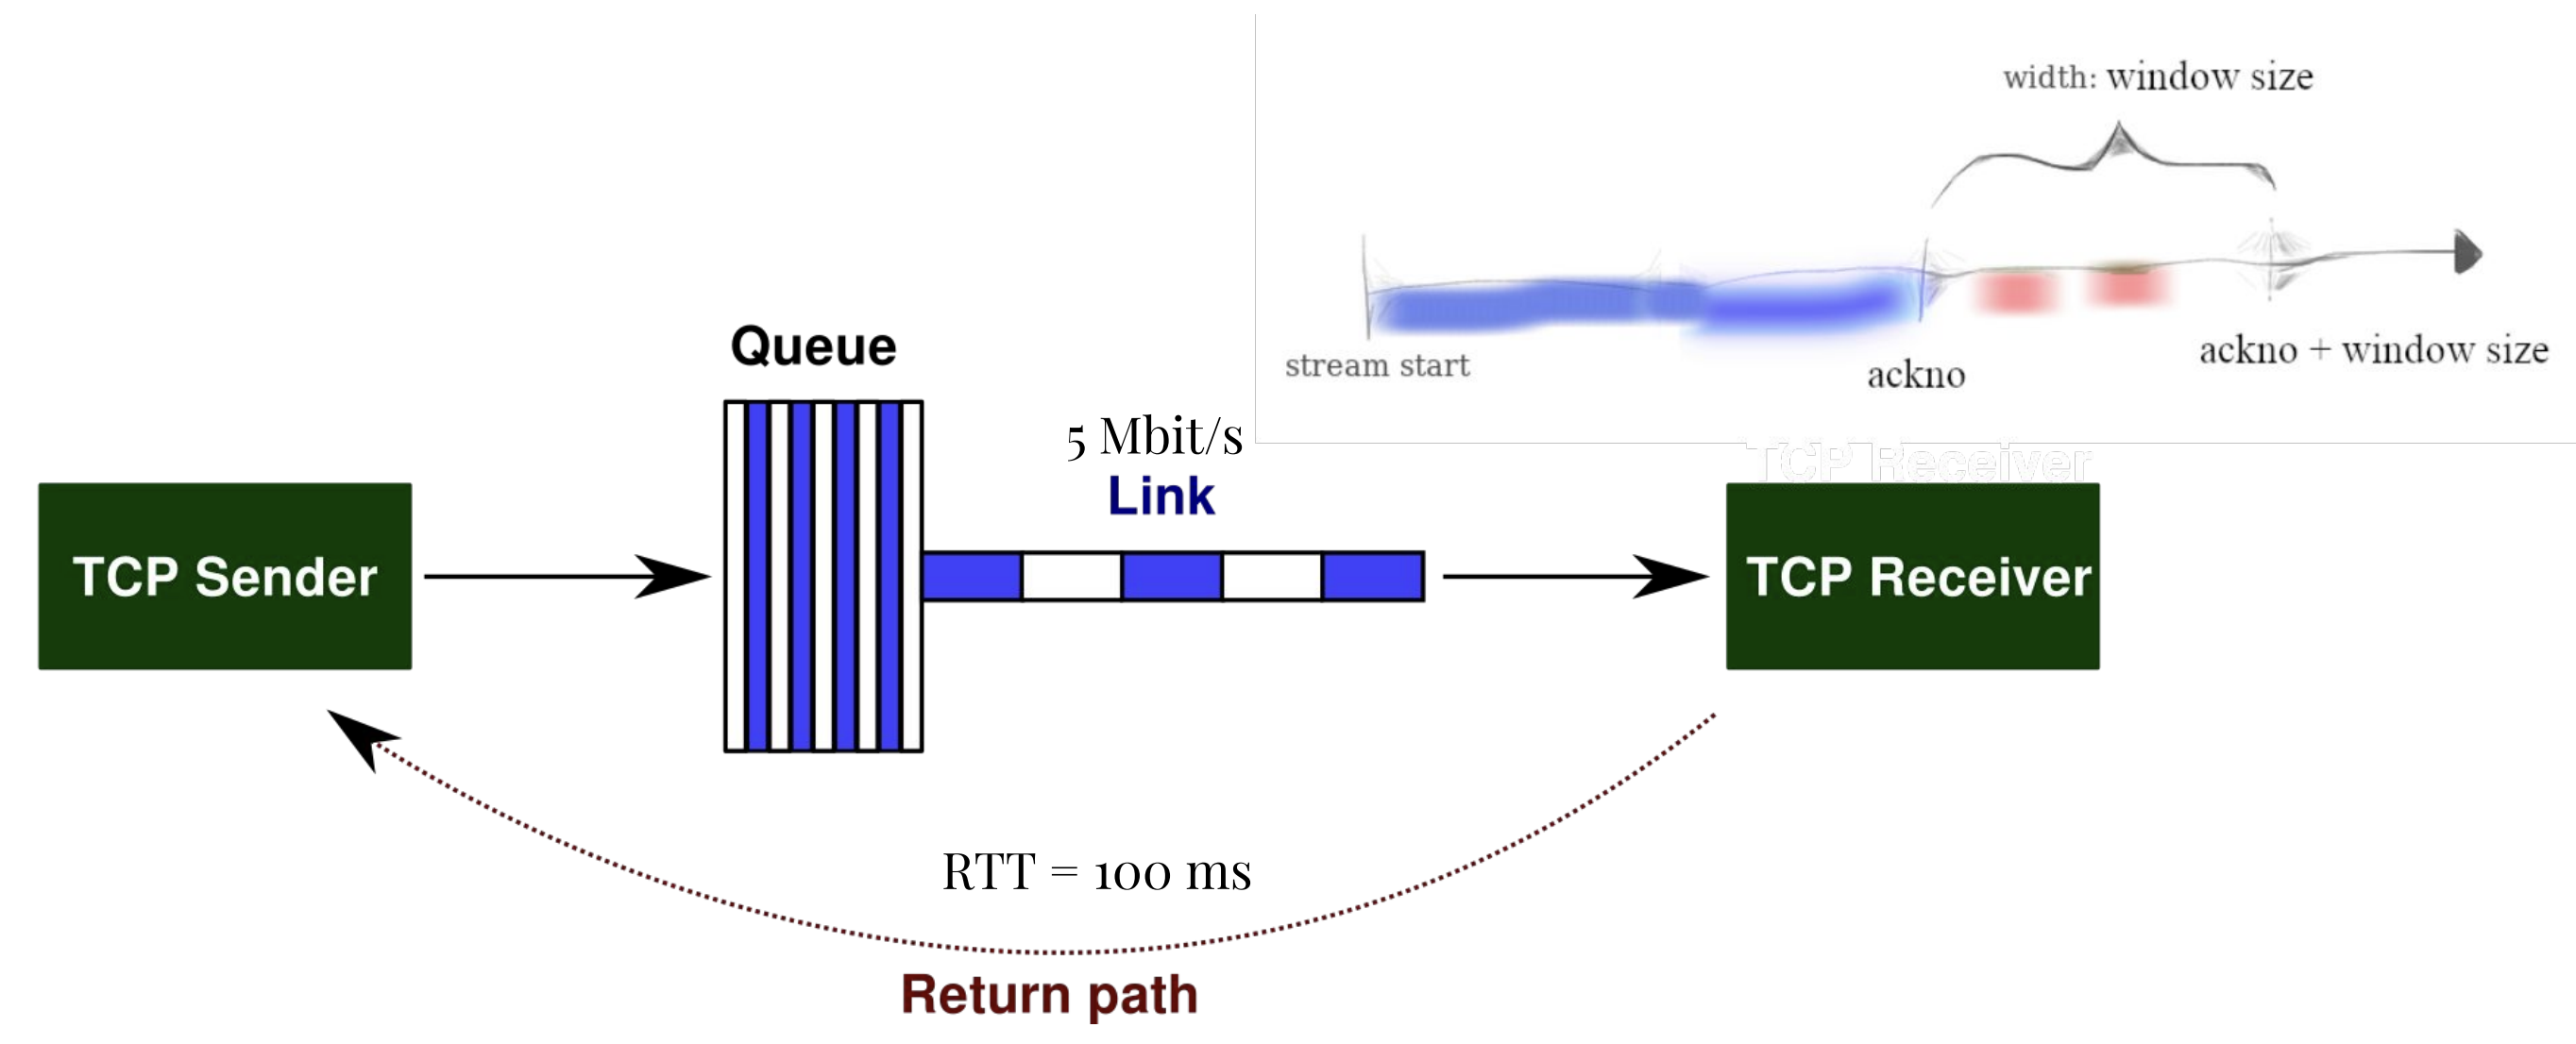 width: window size
stream start
ackno
ackno + window size
Queue
5 Mbit/s
Link
TCP Receiver
TCP Sender
TCP Receiver
RTT = 100 ms
Return path